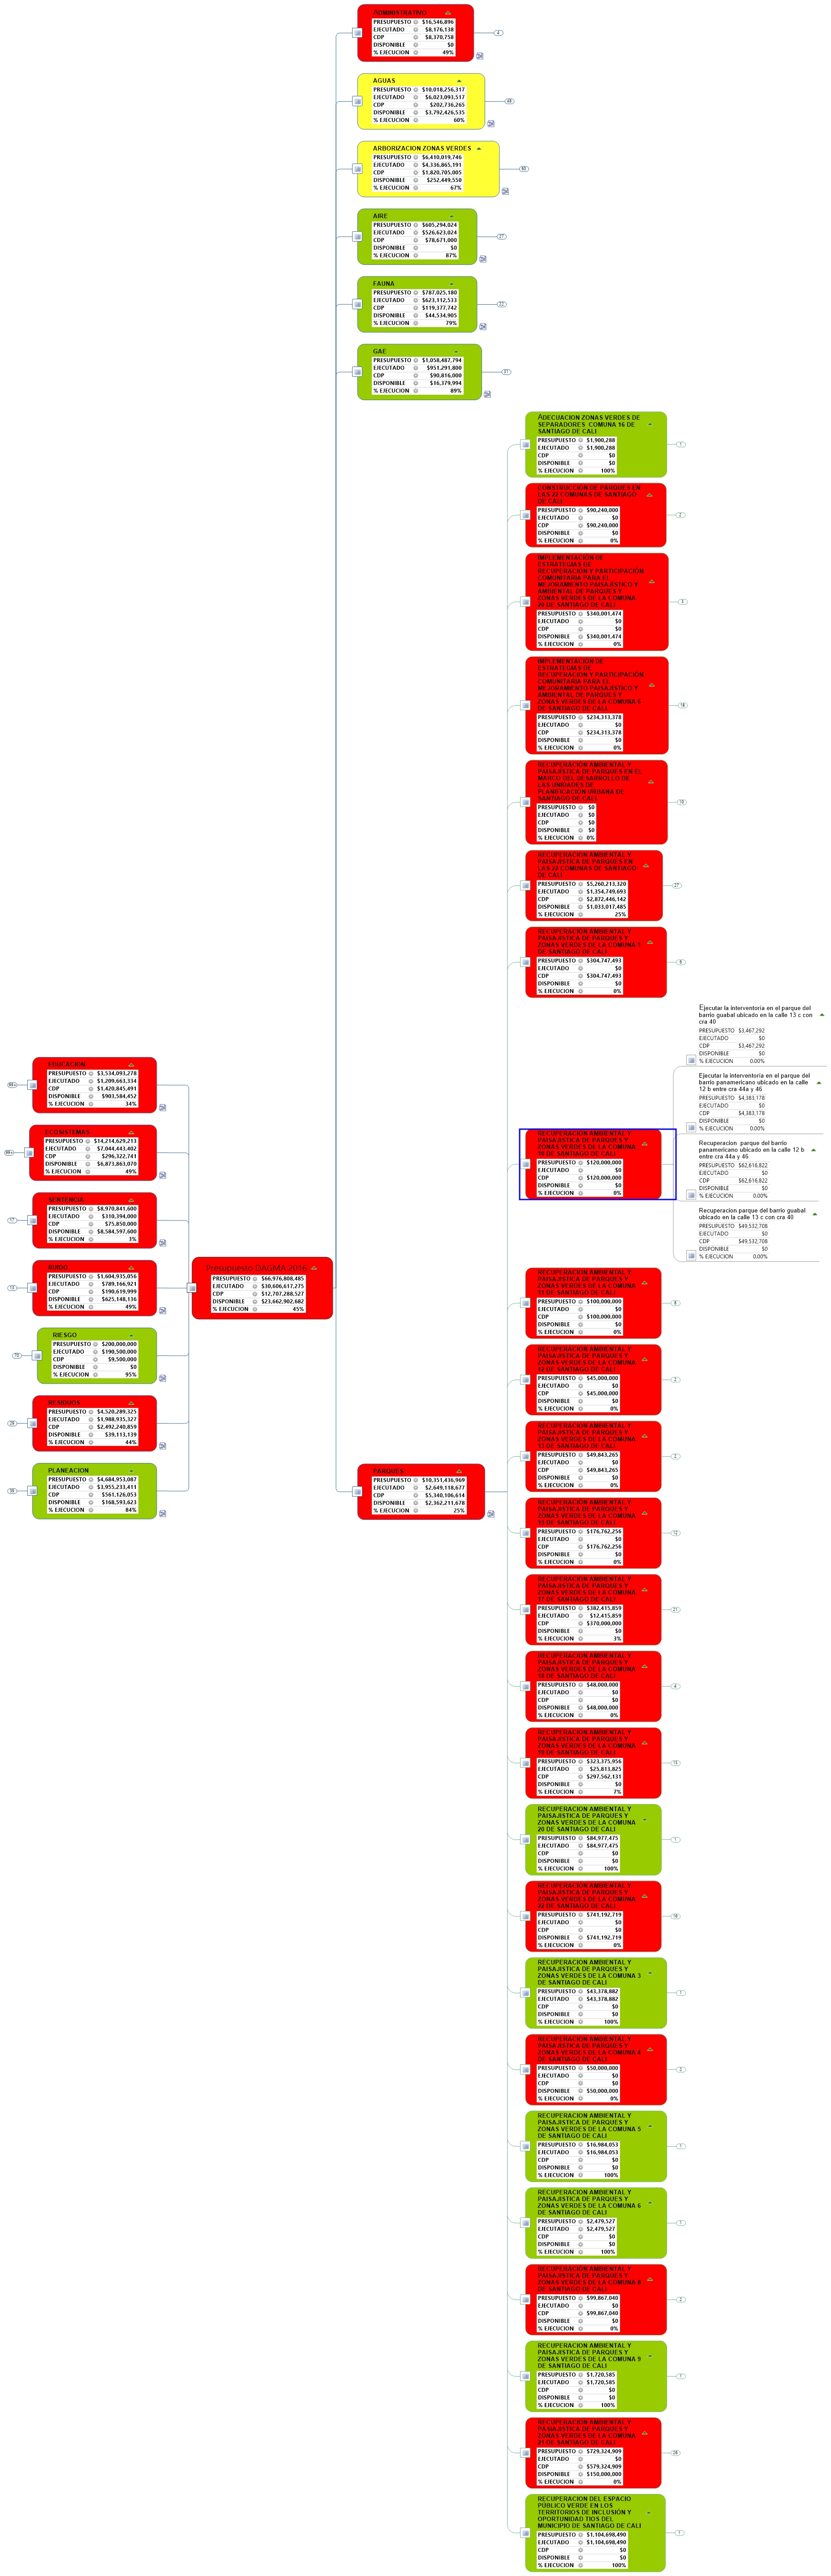 ADMINISTRATIVO
PRESUPUESTO $16,546,896
EJECUTADO $8,176,138
CDP $8,370,758
DISPONIBLE $0
% EJECUCION 49%
4
AGUAS
PRESUPUESTO $10,018,256,317
EJECUTADO $6,023,093,517
CDP $202,736,265
DISPONIBLE $3,792,426,535
% EJECUCION 60%
ARBORIZACION ZONAS VERDES
PRESUPUESTO $6,410,019,746
EJECUTADO $4,336,865,191
CDP $1,820,705,005
DISPONIBLE $252,449,550
% EJECUCION 67%
AIRE
PRESUPUESTO $605,294,024
EJECUTADO $526,623,024
CDP $78,671,000
DISPONIBLE $0
% EJECUCION 87%
27
FAUNA
PRESUPUESTO $787,025,180
EJECUTADO $623,112,533
CDP $119,377,742
DISPONIBLE $44,534,905
% EJECUCION 79%
GAE
PRESUPUESTO $1,058,487,794
EJECUTADO $951,291,800
CDP $90,816,000
DISPONIBLE $16,379,994
% EJECUCION 89%
EDUCACION
PRESUPUESTO $3,534,093,278
EJECUTADO $1,209,663,334
CDP $1,420,845,491
DISPONIBLE $903,584,452
% EJECUCION 34%
99+
ECOSISTEMAS
PRESUPUESTO $14,214,629,213
EJECUTADO $7,044,443,402
CDP $296,322,741
DISPONIBLE $6,873,863,070
% EJECUCION 49%
99+
SENTENCIA
PRESUPUESTO $8,970,841,600
EJECUTADO $310,394,000
CDP $75,850,000
DISPONIBLE $8,584,597,600
% EJECUCION 3%
17
RUIDO
PRESUPUESTO $1,604,935,056
EJECUTADO $789,166,921
CDP $190,619,999
DISPONIBLE $625,148,136
% EJECUCION 49%
RIESGO
PRESUPUESTO $200,000,000
EJECUTADO $190,500,000
CDP $9,500,000
DISPONIBLE $0
% EJECUCION 95%
RESIDUOS
PRESUPUESTO $4,520,289,325
EJECUTADO $1,988,935,327
CDP $2,492,240,859
DISPONIBLE $39,113,139
% EJECUCION 44%
PLANEACION
PRESUPUESTO $4,684,953,087
EJECUTADO $3,955,233,411
CDP $561,126,053
DISPONIBLE $168,593,623
% EJECUCION 84%
Presupuesto DAGMA 2016
PRESUPUESTO $66,976,808,485
EJECUTADO $30,606,617,275
CDP $12,707,288,527
DISPONIBLE $23,662,902,682
% EJECUCION 45%
PARQUES
PRESUPUESTO $10,351,436,969
EJECUTADO $2,649,118,677
CDP $5,340,106,614
DISPONIBLE $2,362,211,678
% EJECUCION 25%
ADECUACION ZONAS VERDES DE
SEPARADORES COMUNA 16 DE
SANTIAGO DE CALI
PRESUPUESTO $1,900,288
EJECUTADO $1,900,288
CDP $0
DISPONIBLE $0
% EJECUCION 100%
1
CONSTRUCCIÓN DE PARQUES EN
LAS 22 COMUNAS DE SANTIAGO
DE CALI
PRESUPUESTO $90,240,000
EJECUTADO $0
CDP $90,240,000
DISPONIBLE $0
% EJECUCION 0%
2
IMPLEMENTACIÓN DE
ESTRATEGIAS DE
RECUPERACIÓN Y PARTICIPACIÓN
COMUNITARIA PARA EL
MEJORAMIENTO PAISAJÍSTICO Y
AMBIENTAL DE PARQUES Y
ZONAS VERDES DE LA COMUNA
20 DE SANTIAGO DE CALI
PRESUPUESTO $340,001,474
EJECUTADO $0
CDP $0
DISPONIBLE $340,001,474
% EJECUCION 0%
IMPLEMENTACIÓN DE
ESTRATEGIAS DE
RECUPERACIÓN Y PARTICIPACIÓN
COMUNITARIA PARA EL
MEJORAMIENTO PAISAJÍSTICO Y
AMBIENTAL DE PARQUES Y
ZONAS VERDES DE LA COMUNA 6
DE SANTIAGO DE CALI
PRESUPUESTO $234,313,378
EJECUTADO $0
CDP $234,313,378
DISPONIBLE $0
% EJECUCION 0%
RECUPERACIÓN AMBIENTAL Y
PAISAJÍSTICA DE PARQUES EN EL
MARCO DEL DESARROLLO DE
LAS UNIDADES DE
PLANIFICACIÓN URBANA DE
SANTIAGO DE CALI
PRESUPUESTO $0
EJECUTADO $0
CDP $0
DISPONIBLE $0
% EJECUCION 0%
10
RECUPERACIÓN AMBIENTAL Y
PAISAJÍSTICA DE PARQUES EN
LAS 22 COMUNAS DE SANTIAGO
DE CALI
PRESUPUESTO $5,260,213,320
EJECUTADO $1,354,749,693
CDP $2,872,446,142
DISPONIBLE $1,033,017,485
% EJECUCION 25%
27
RECUPERACIÓN AMBIENTAL Y
PAISAJISTICA DE PARQUES Y
ZONAS VERDES DE LA COMUNA 1
DE SANTIAGO DE CALI
PRESUPUESTO $304,747,493
EJECUTADO $0
CDP $304,747,493
DISPONIBLE $0
% EJECUCION 0%
RECUPERACION AMBIENTAL Y
PAISAJISTICA DE PARQUES Y
ZONAS VERDES DE LA COMUNA
10 DE SANTIAGO DE CALI
PRESUPUESTO $120,000,000
EJECUTADO $0
CDP $120,000,000
DISPONIBLE $0
% EJECUCION 0%
Ejecutar la interventoria en el parque del
barrio guabal ubicado en la calle 13 c con
cra 40
PRESUPUESTO $3,467,292
EJECUTADO $0
CDP $3,467,292
DISPONIBLE $0
% EJECUCION 0.00%
Ejecutar la interventoría en el parque del
barrio panamericano ubicado en la calle
12 b entre cra 44a y 46
PRESUPUESTO $4,383,178
EJECUTADO $0
CDP $4,383,178
DISPONIBLE $0
% EJECUCION 0.00%
Recuperacion parque del barrio
panamericano ubicado en la calle 12 b
entre cra 44a y 46
PRESUPUESTO $62,616,822
EJECUTADO $0
CDP $62,616,822
DISPONIBLE $0
% EJECUCION 0.00%
Recuperacion parque del barrio guabal
ubicado en la calle 13 c con cra 40
PRESUPUESTO $49,532,708
EJECUTADO $0
CDP $49,532,708
DISPONIBLE $0
% EJECUCION 0.00%
RECUPERACION AMBIENTAL Y
PAISAJISTICA DE PARQUES Y
ZONAS VERDES DE LA COMUNA
11 DE SANTIAGO DE CALI
PRESUPUESTO $100,000,000
EJECUTADO $0
CDP $100,000,000
DISPONIBLE $0
% EJECUCION 0%
RECUPERACION AMBIENTAL Y
PAISAJISTICA DE PARQUES Y
ZONAS VERDES DE LA COMUNA
12 DE SANTIAGO DE CALI
PRESUPUESTO $45,000,000
EJECUTADO $0
CDP $45,000,000
DISPONIBLE $0
% EJECUCION 0%
2
RECUPERACION AMBIENTAL Y
PAISAJISTICA DE PARQUES Y
ZONAS VERDES DE LA COMUNA
13 DE SANTIAGO DE CALI
PRESUPUESTO $49,843,265
EJECUTADO $0
CDP $49,843,265
DISPONIBLE $0
% EJECUCION 0%
2
RECUPERACION AMBIENTAL Y
PAISAJISTICA DE PARQUES Y
ZONAS VERDES DE LA COMUNA
15 DE SANTIAGO DE CALI
PRESUPUESTO $176,762,256
EJECUTADO $0
CDP $176,762,256
DISPONIBLE $0
% EJECUCION 0%
12
RECUPERACION AMBIENTAL Y
PAISAJISTICA DE PARQUES Y
ZONAS VERDES DE LA COMUNA
17 DE SANTIAGO DE CALI
PRESUPUESTO $382,415,859
EJECUTADO $12,415,859
CDP $370,000,000
DISPONIBLE $0
% EJECUCION 3%
21
RECUPERACION AMBIENTAL Y
PAISAJISTICA DE PARQUES Y
ZONAS VERDES DE LA COMUNA
18 DE SANTIAGO DE CALI
PRESUPUESTO $48,000,000
EJECUTADO $0
CDP $0
DISPONIBLE $48,000,000
% EJECUCION 0%
4
RECUPERACION AMBIENTAL Y
PAISAJISTICA DE PARQUES Y
ZONAS VERDES DE LA COMUNA
19 DE SANTIAGO DE CALI
PRESUPUESTO $323,375,956
EJECUTADO $25,813,825
CDP $297,562,131
DISPONIBLE $0
% EJECUCION 7%
RECUPERACION AMBIENTAL Y
PAISAJISTICA DE PARQUES Y
ZONAS VERDES DE LA COMUNA
20 DE SANTIAGO DE CALI
PRESUPUESTO $84,977,475
EJECUTADO $84,977,475
CDP $0
DISPONIBLE $0
% EJECUCION 100%
1
RECUPERACIÓN AMBIENTAL Y
PAISAJISTICA DE PARQUES Y
ZONAS VERDES DE LA COMUNA
22 DE SANTIAGO DE CALI
PRESUPUESTO $741,192,719
EJECUTADO $0
CDP $0
DISPONIBLE $741,192,719
% EJECUCION 0%
RECUPERACION AMBIENTAL Y
PAISAJISTICA DE PARQUES Y
ZONAS VERDES DE LA COMUNA 3
DE SANTIAGO DE CALI
PRESUPUESTO $43,378,882
EJECUTADO $43,378,882
CDP $0
DISPONIBLE $0
% EJECUCION 100%
1
RECUPERACION AMBIENTAL Y
PAISAJISTICA DE PARQUES Y
ZONAS VERDES DE LA COMUNA 4
DE SANTIAGO DE CALI
PRESUPUESTO $50,000,000
EJECUTADO $0
CDP $0
DISPONIBLE $50,000,000
% EJECUCION 0%
2
RECUPERACION AMBIENTAL Y
PAISAJISTICA DE PARQUES Y
ZONAS VERDES DE LA COMUNA 5
DE SANTIAGO DE CALI
PRESUPUESTO $16,984,053
EJECUTADO $16,984,053
CDP $0
DISPONIBLE $0
% EJECUCION 100%
1
RECUPERACION AMBIENTAL Y
PAISAJISTICA DE PARQUES Y
ZONAS VERDES DE LA COMUNA 6
DE SANTIAGO DE CALI
PRESUPUESTO $2,479,527
EJECUTADO $2,479,527
CDP $0
DISPONIBLE $0
% EJECUCION 100%
1
RECUPERACION AMBIENTAL Y
PAISAJISTICA DE PARQUES Y
ZONAS VERDES DE LA COMUNA 8
DE SANTIAGO DE CALI
PRESUPUESTO $99,867,040
EJECUTADO $0
CDP $99,867,040
DISPONIBLE $0
% EJECUCION 0%
2
RECUPERACION AMBIENTAL Y
PAISAJISTICA DE PARQUES Y
ZONAS VERDES DE LA COMUNA 9
DE SANTIAGO DE CALI
PRESUPUESTO $1,720,585
EJECUTADO $1,720,585
CDP $0
DISPONIBLE $0
% EJECUCION 100%
1
RECUPERACION AMBIENTAL Y
PASIAJISTICA DE PARQUES Y
ZONAS VERDES DE LA COMUNA
21 DE SANTIAGO DE CALI
PRESUPUESTO $729,324,909
EJECUTADO $0
CDP $579,324,909
DISPONIBLE $150,000,000
% EJECUCION 0%
RECUPERACION DEL ESPACIO
PÚBLICO VERDE EN LOS
TERRITORIOS DE INCLUSIÓN Y
OPORTUNIDAD TIOS DEL
MUNICIPIO DE SANTIAGO DE CALI
PRESUPUESTO $1,104,698,490
EJECUTADO $1,104,698,490
CDP $0
DISPONIBLE $0
% EJECUCION 100%
1